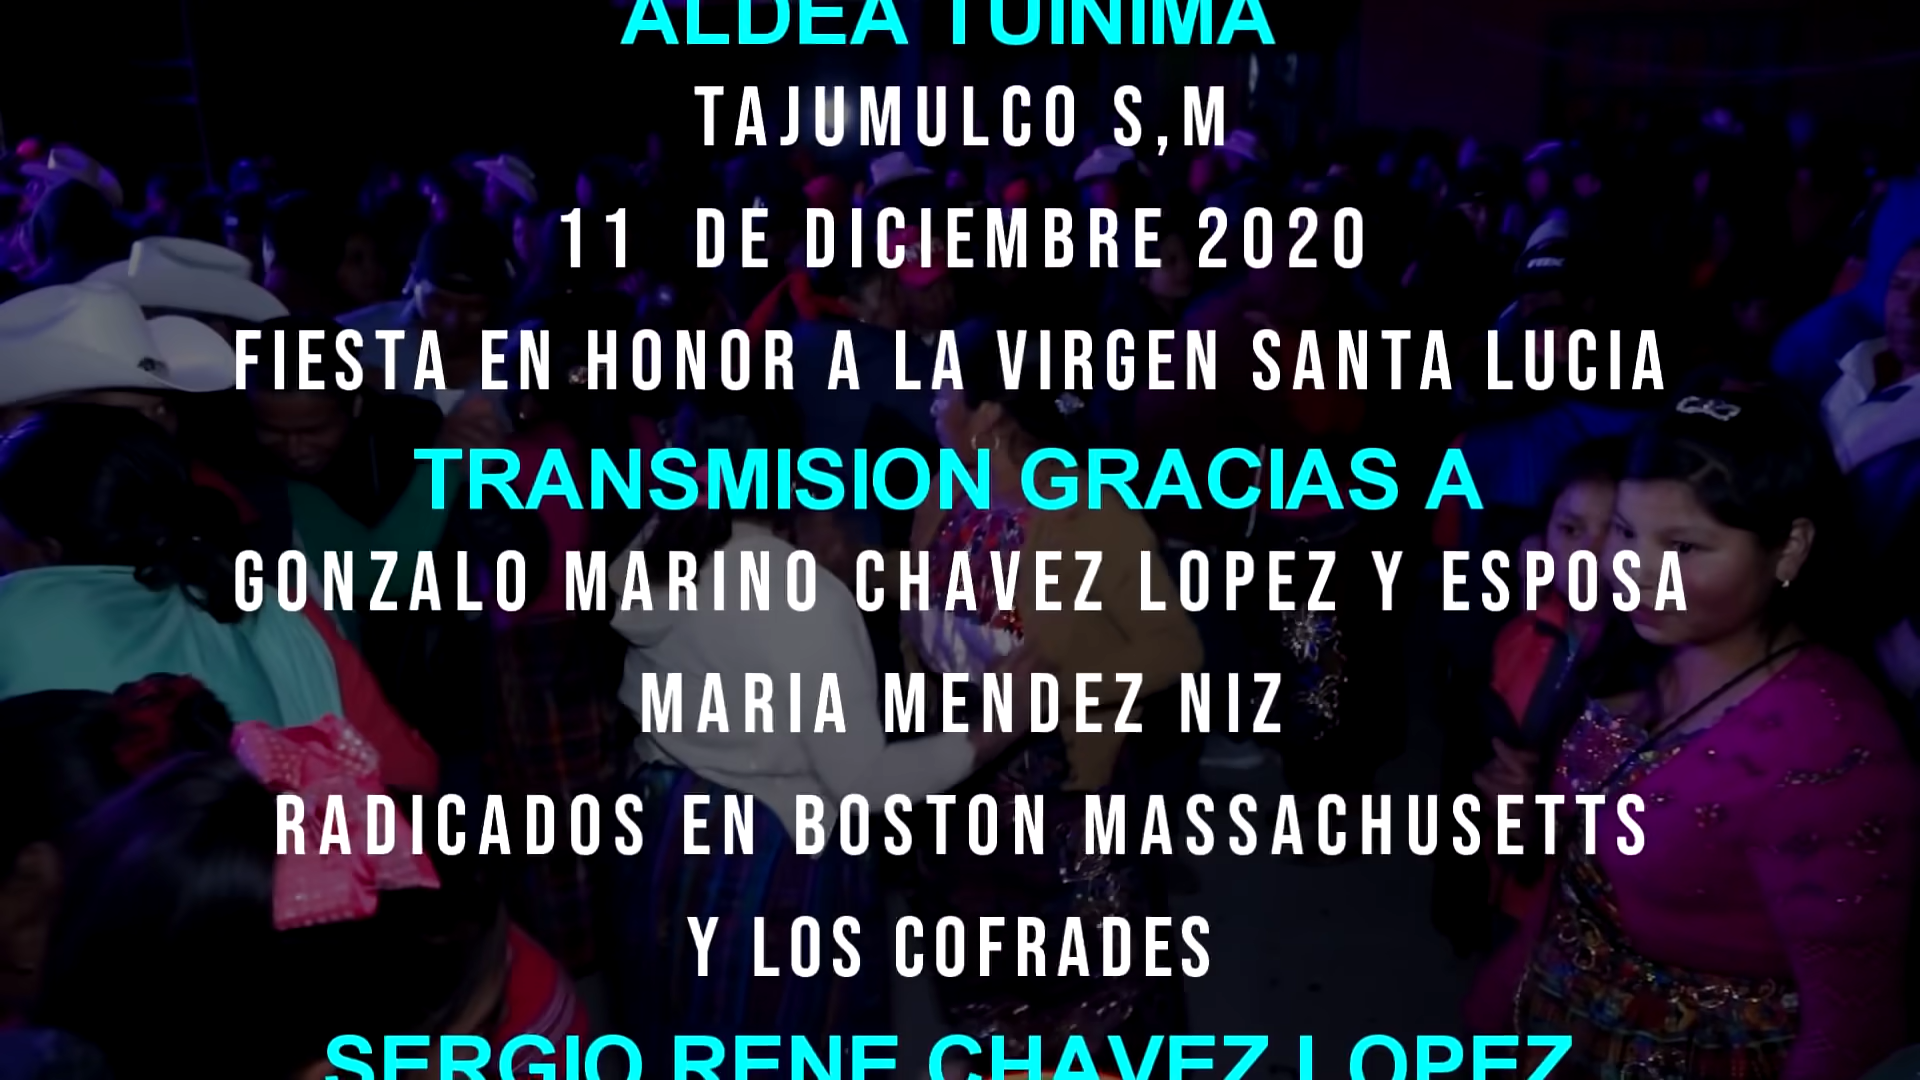 ALDEA TUINIMA
TAJUMULCO S,M
11 DE DICIEMBRE 2020
FIESTA EN HONOR A LA VIRGEN SANTA LUCIA
TRANSMISION GRACIAS A
GONZALO MARINO CHAVEZ LOPEZ Y ESPOSA
MARIA MENDEZ NIZ
RADICADOS EN BOSTON MASSACHUSETTS
Y LOS COFRADES
SERGIO RENE CHAVEZ LOPEZ